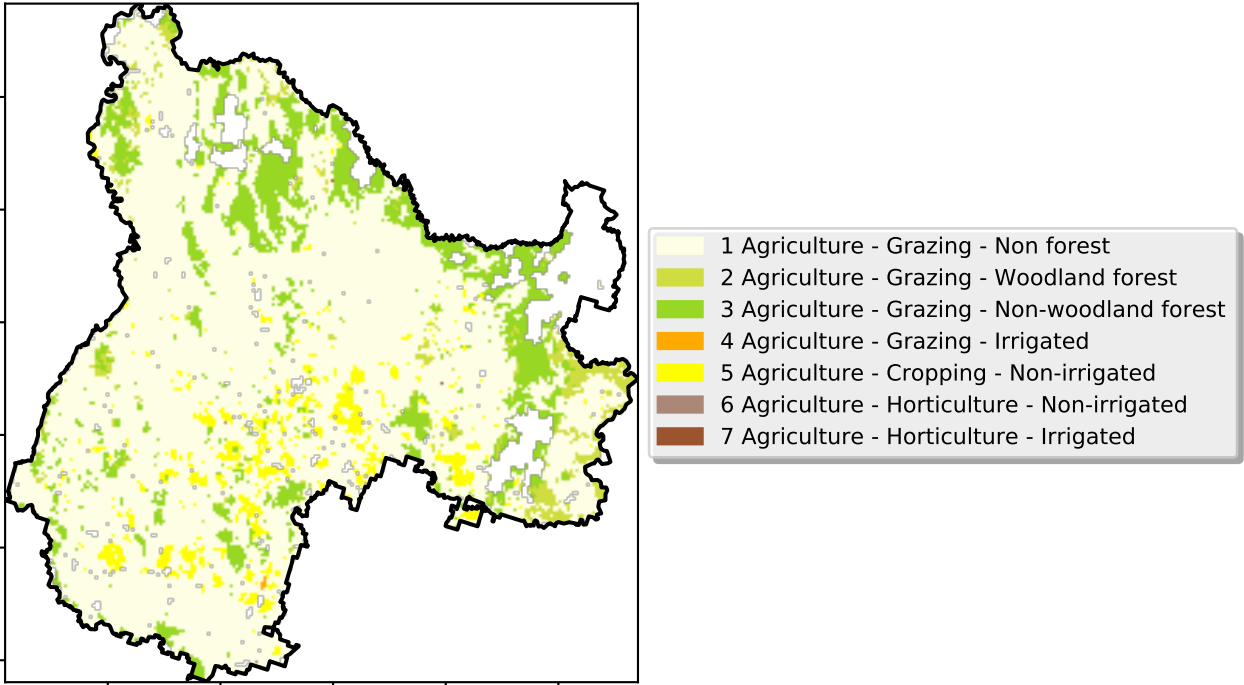 1 Agriculture - Grazing - Non forest
2 Agriculture - Grazing - Woodland forest
3 Agriculture - Grazing - Non-woodland forest
4 Agriculture - Grazing - Irrigated
5 Agriculture - Cropping - Non-irrigated
6 Agriculture - Horticulture - Non-irrigated
7 Agriculture - Horticulture - Irrigated